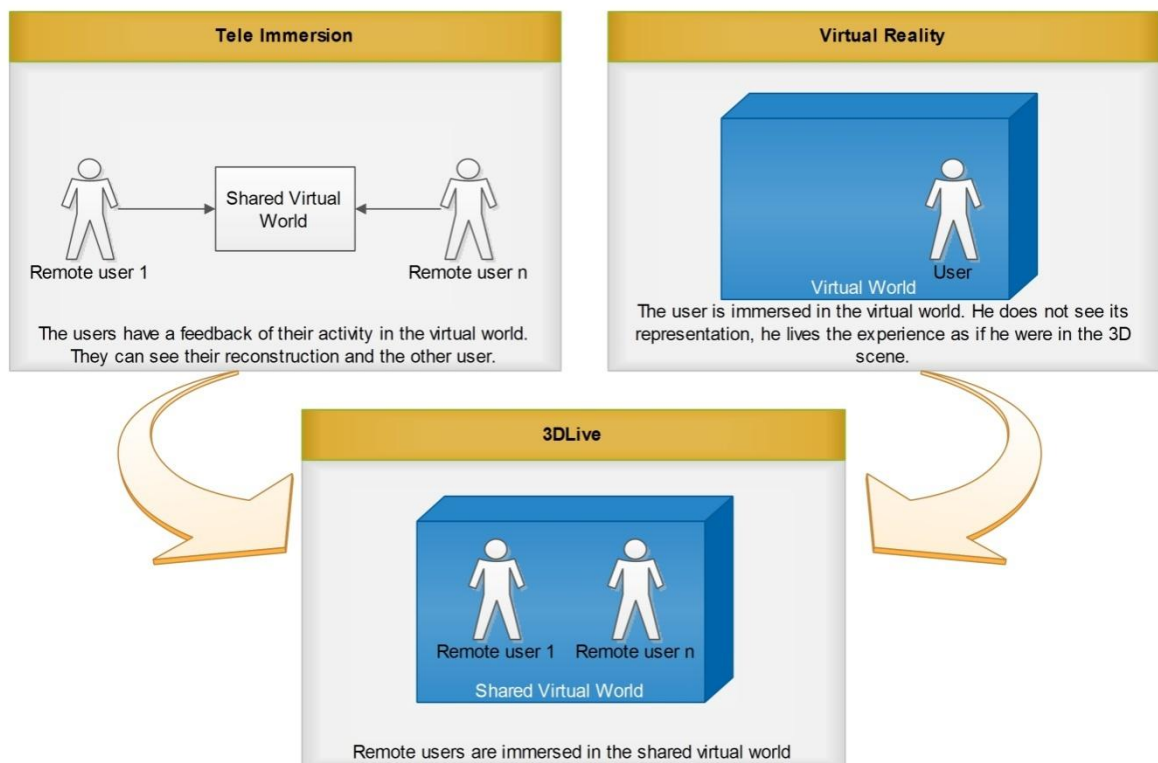 Tele Immersion
Shared Virtual
World
Remote user 1
Remote user n
The users have a feedback of their activity in the virtual world.
They can see their reconstruction and the other user.
Virtual Reality
User
Virtual World
The user is immersed in the virtual world. He does not see its
representation, he lives the experience as if he were in the 3D
scene.
3DLive
Remote user 1
Remote user n
Shared Virtual World
Remote users are immersed in the shared virtual world